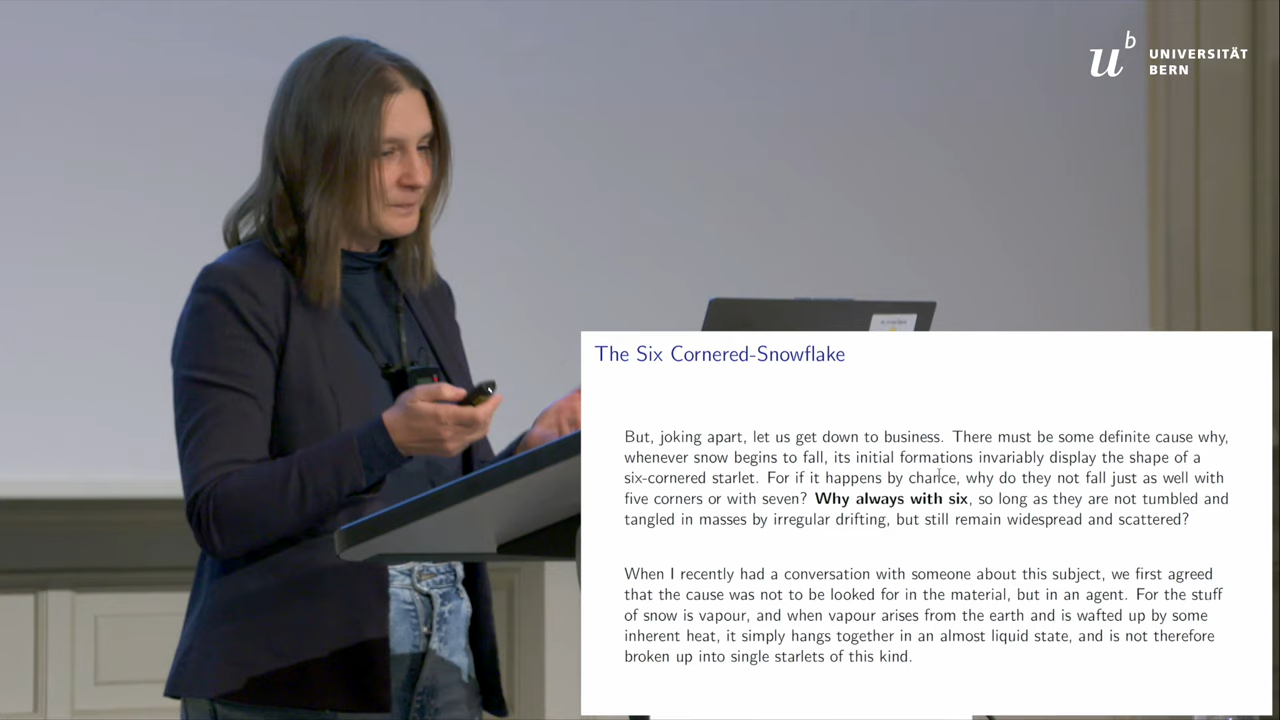 u b
UNIVERSITÄT
BERN
The Six Cornered-Snowflake
But, joking apart, let us get down to business. There must be some definite cause why,
whenever snow begins to fall, its initial formations invariably display the shape of a
six-cornered starlet. For if it happens by chance, why do they not fall just as well with
five corners or with seven? Why always with six, so long as they are not tumbled and
tangled in masses by irregular drifting, but still remain widespread and scattered?
When I recently had a conversation with someone about this subject, we first agreed
that the cause was not to be looked for in the material, but in an agent. For the stuff
of snow is vapour, and when vapour arises from the earth and is wafted up by some
inherent heat, it simply hangs together in an almost liquid state, and is not therefore
broken up into single starlets of this kind.